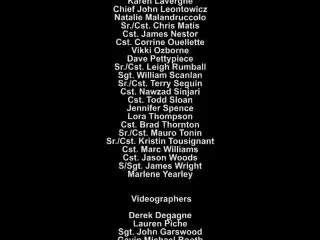 Karen Lavergne
Chief John Leontowicz
Natalie Malandruccolo
Sr./Cst. Chris Matis
Cst. James Nestor
Cst. Corrine Ouellette
Vikki Ozborne
Dave Pettypiece
Sr./Cst. Leigh Rumball
Sgt. William Scanlan
Sr./Cst. Terry Seguin
Cst. Nawzad Sinjari
Cst. Todd Sloan
Jennifer Spence
Lora Thompson
Cst. Brad Thornton
Sr./Cst. Mauro Tonin
Sr./Cst. Kristin Tousignant
Cst. Marc Williams
Cst. Jason Woods
S/Sgt. James Wright
Marlene Yearley
Videographers
Derek Degagne
Lauren Piche
Sgt. John Garswood
Gavin Michael Booth